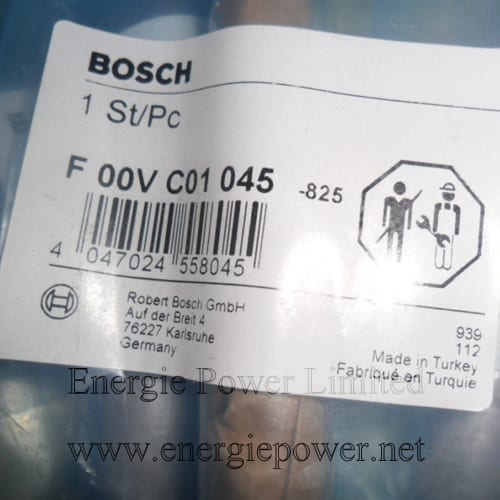 BOSCH
1 St/Pc
F 00V C01 045 -825
4 047024 558045
Robert Bosch GmbH
Auf der Breit 4
76227 Karlsruhe
Germany
939
112
Made in Turkey
Fabriqué en Turquie
Energie Power Limited
www.energiepower.net